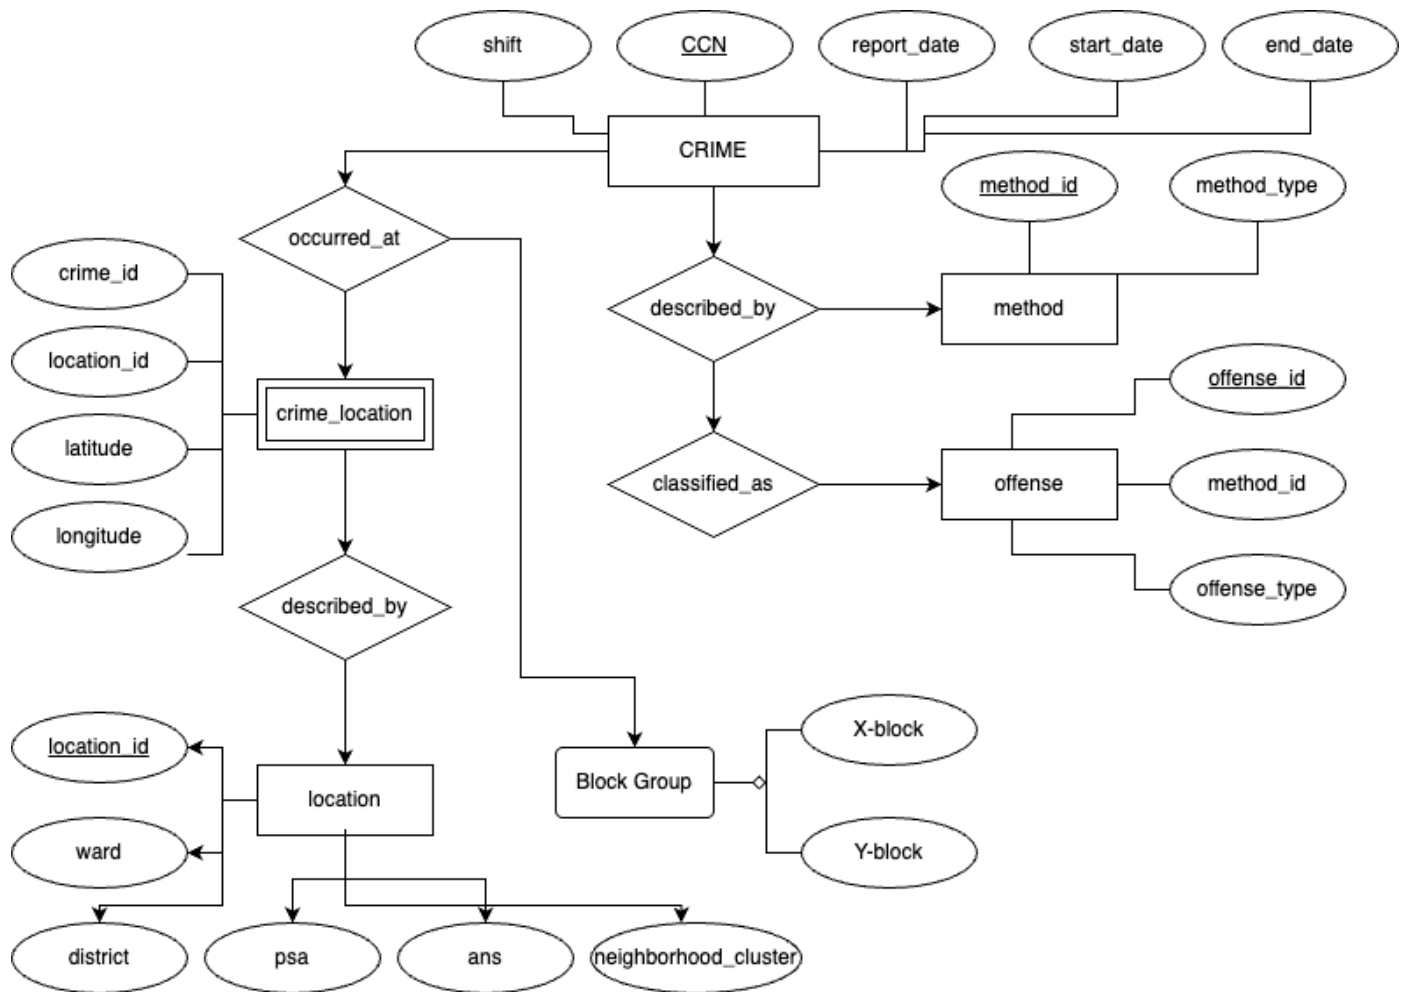 shift
CCN
report_date
start_date
end_date
CRIME
method_id
method_type
occurred_at
crime_id
described_by
method
location_id
offense_id
crime_location
latitude
classified_as
offense
method_id
longitude
offense_type
described_by
X-block
location_id
Block Group
location
ward
Y-block
district
psa
ans
neighborhood_cluster